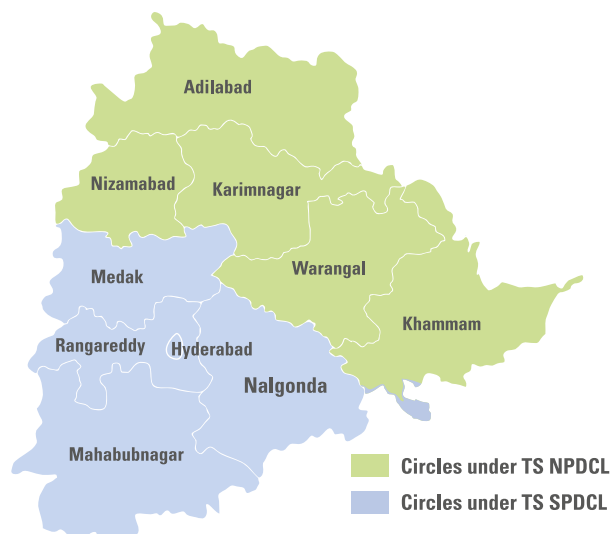 Adilabad
Nizamabad
Karimnagar
Warangal
Medak
Khammam
Rangareddy
Hyderabad
Nalgonda
Mahabubnagar
Circles under TS NPDCL
Circles under TS SPDCL